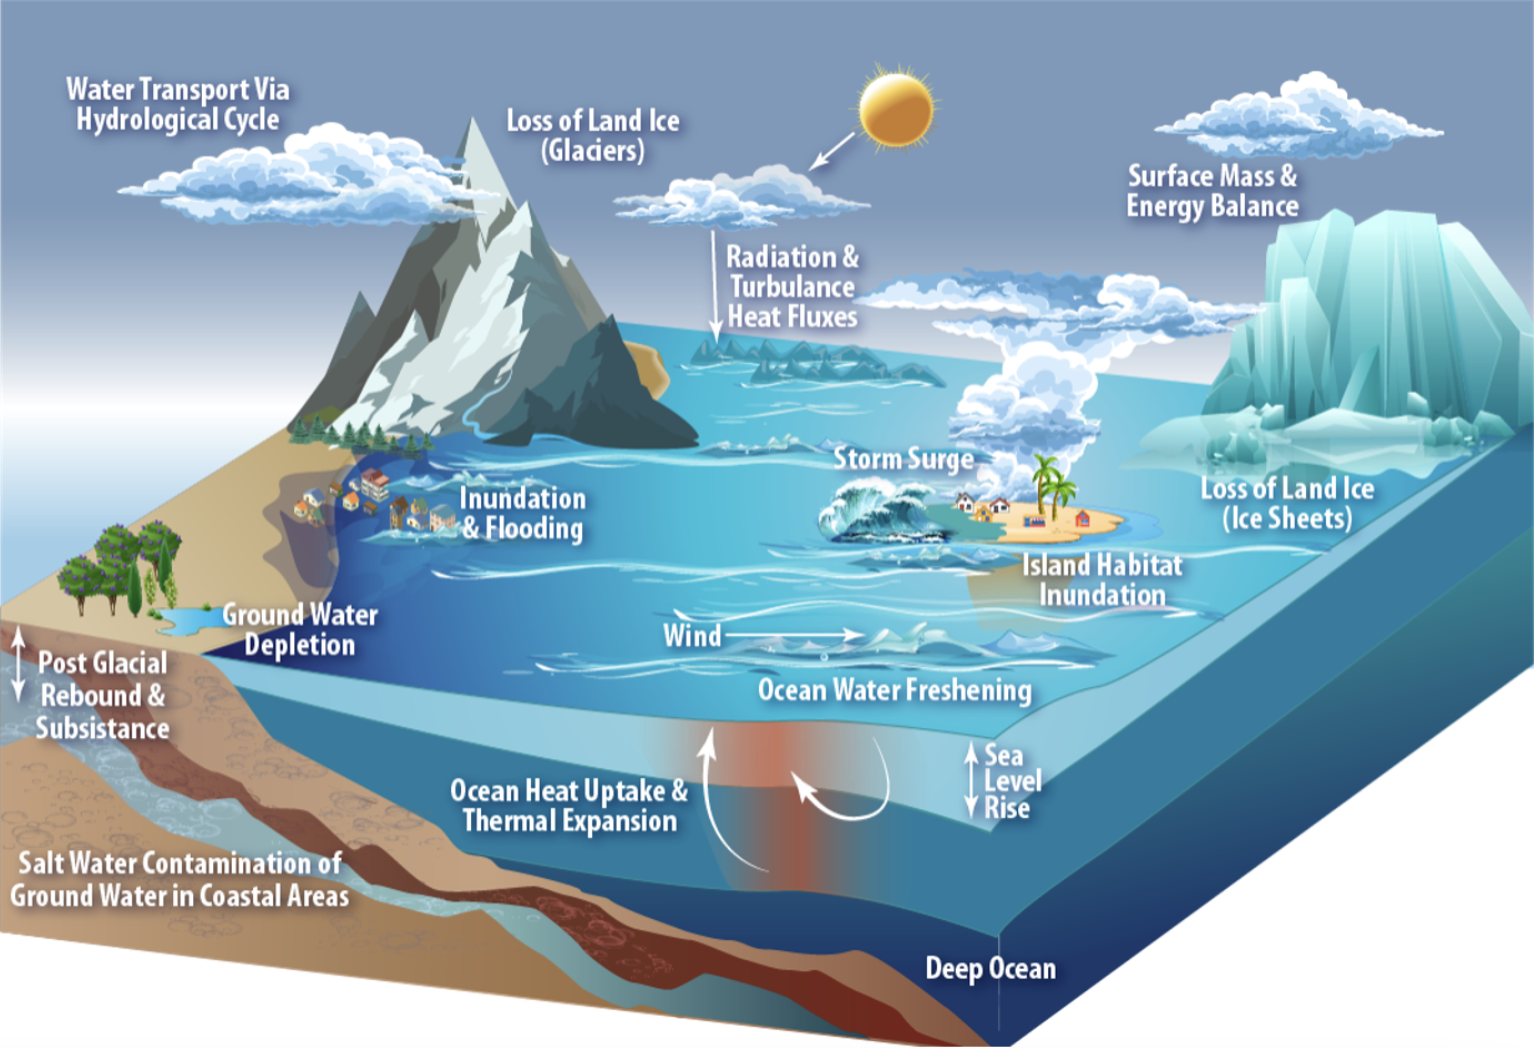 Water Transport Via
Hydrological Cycle
Loss of Land Ice
(Glaciers)
Surface Mass &
Energy Balance
Radiation &
Turbulance
Heat Fluxes
Storm Surge
Inundation
& Flooding
Loss of Land Ice
(Ice Sheets)
Island Habitat
Inundation
Ground Water
Depletion
Wind
Post Glacial
Rebound &
Subsistance
Ocean Water Freshening
Sea
Level
Rise
Ocean Heat Uptake &
Thermal Expansion
Salt Water Contamination of
Ground Water in Coastal Areas
Deep Ocean